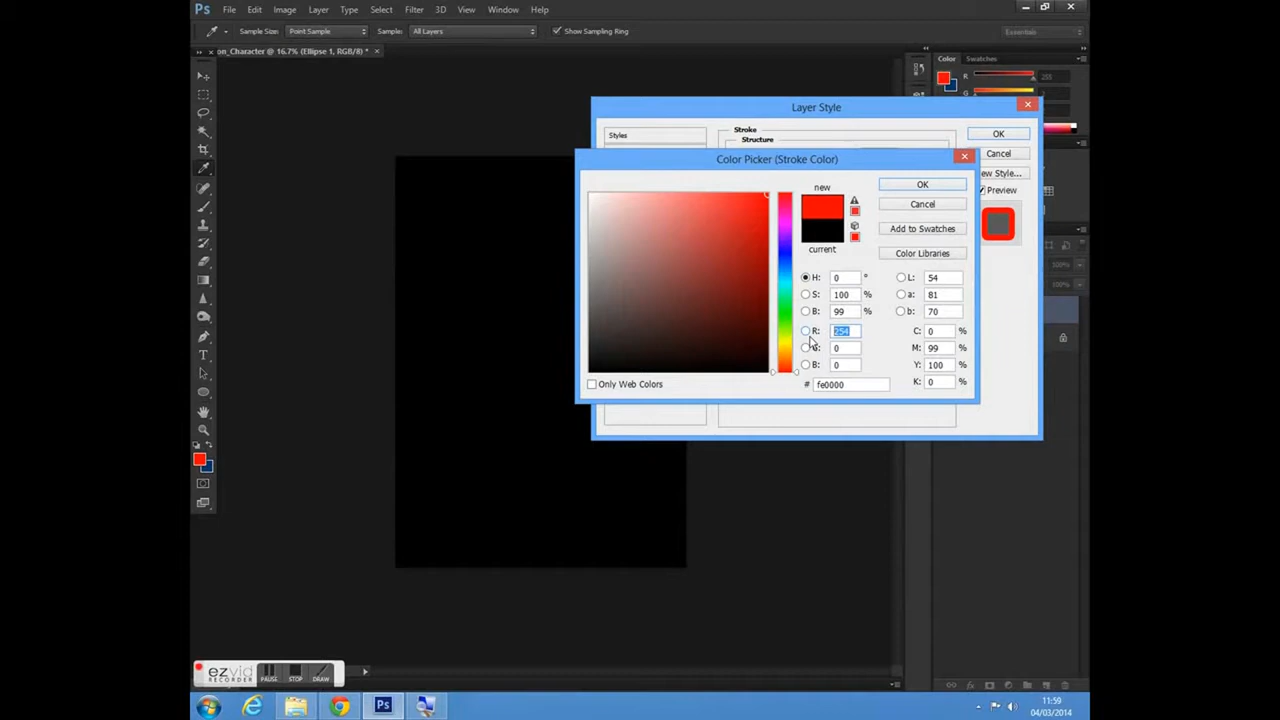 Ps File Edit Image Layer Type Select Filter 3D View Window Help
Sample Size: Point Sample Sample: All Layers Show Sampling Ring Essentials
on_Character @ 16.7% (Ellipse 1, RGB/8) * ×
Color Swatches
R 255
Layer Style
Styles
Stroke
Structure
OK
Cancel
ew Style...
Preview
Color Picker (Stroke Color)
new
current
OK
Cancel
Add to Swatches
Color Libraries
H: 0 ° L: 54
S: 100 % a: 81
B: 99 % b: 70
R: 254 C: 0 %
G: 0 M: 99 %
B: 0 Y: 100 %
# fe0000 K: 0 %
Only Web Colors
100%
100%
ezvid
RECORDER
PAUSE STOP DRAW
Ps
11:59
04/03/2014